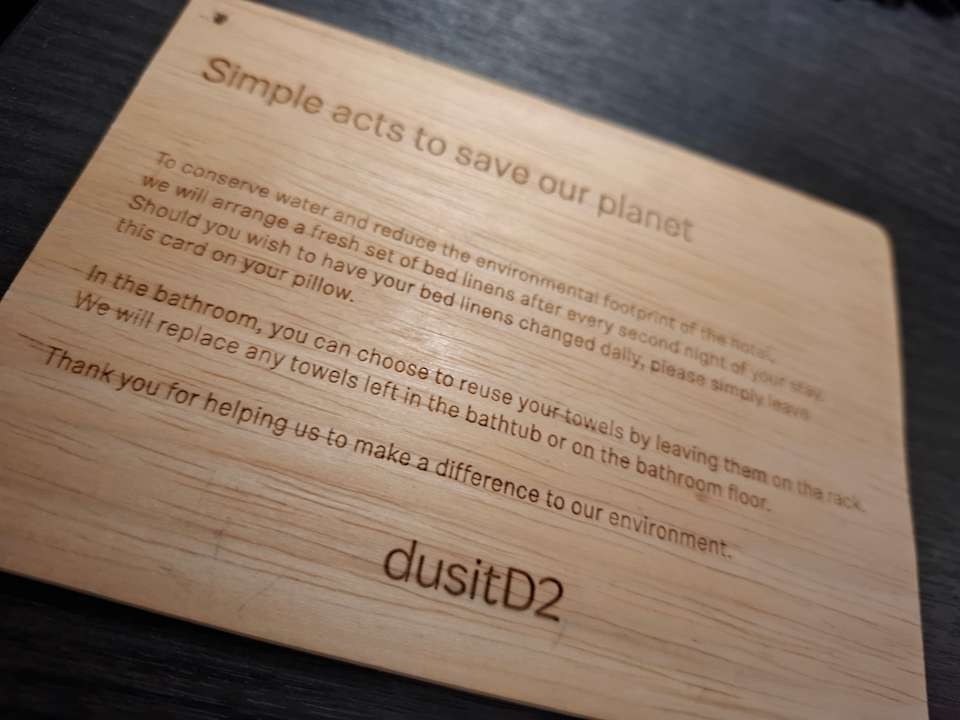 Simple acts to save our planet
To conserve water and reduce the environmental footprint of the hotel,
we will arrange a fresh set of bed linens after every second night of your stay.
Should you wish to have your bed linens changed daily, please simply leave
this card on your pillow.
In the bathroom, you can choose to reuse your towels by leaving them on the rack.
We will replace any towels left in the bathtub or on the bathroom floor.
Thank you for helping us to make a difference to our environment.
dusitD2